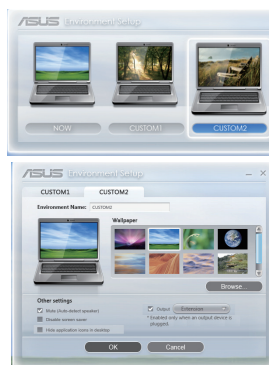 ASUS Environment/Setup
NOW
CUSTOM1
CUSTOM2
ASUS Environment/Setup
CUSTOM1 CUSTOM2
Environment Name: CUSTOM2
Wallpaper
Browse...
Other settings
Mute (Auto-detect speaker)
Disable screen saver
Hide application icons in desktop
Output Extension
* Enabled only when an output device is
plugged.
OK Cancel